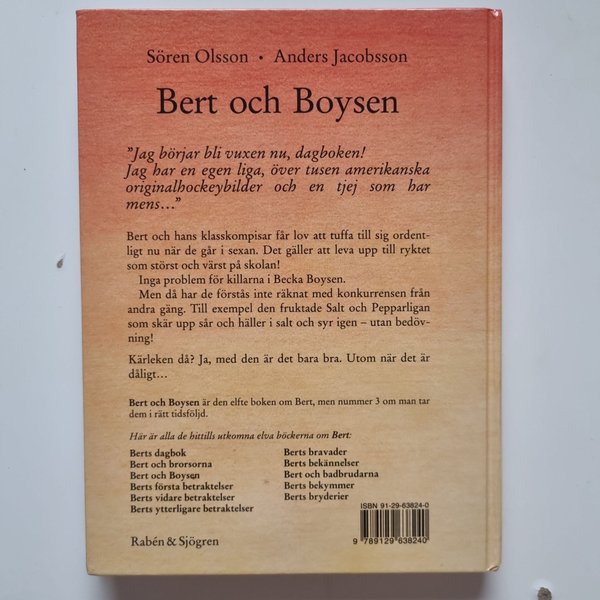 Sören Olsson • Anders Jacobsson
Bert och Boysen
”Jag börjar bli vuxen nu, dagboken!
Jag har en egen liga, över tusen amerikanska
originalhockeybilder och en tjej som har
mens…”
Bert och hans klasskompisar får lov att tuffa till sig ordent-
ligt nu när de går i sexan. Det gäller att leva upp till ryktet
som störst och värst på skolan!
Inga problem för killarna i Becka Boysen.
Men då har de förstås inte räknat med konkurrensen från
andra gäng. Till exempel den fruktade Salt och Pepparligan
som skär upp sår och häller i salt och syr igen – utan bedöv-
ning!
Kärleken då? Ja, med den är det bara bra. Utom när det är
dåligt…
Bert och Boysen är den elfte boken om Bert, men nummer 3 om man tar
dem i rätt tidsföljd.
Här är alla de hittills utkomna elva böckerna om Bert:
Berts dagbok
Bert och brorsorna
Bert och Boysen
Berts första betraktelser
Berts vidare betraktelser
Berts ytterligare betraktelser
Berts bravader
Berts bekännelser
Bert och badbrudarna
Berts bekymmer
Berts bryderier
ISBN 91-29-63824-0
9 789129 638240
Rabén & Sjögren